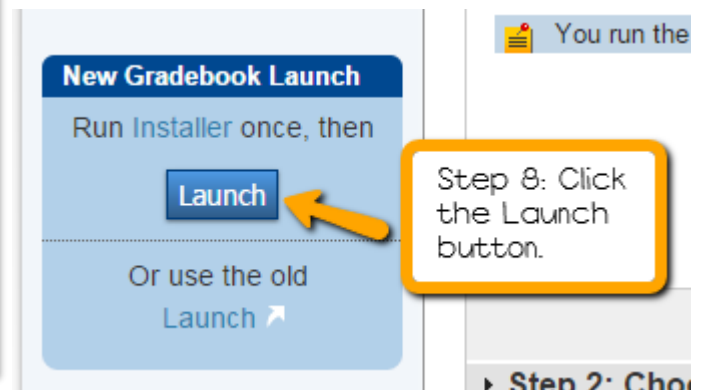 You run the
New Gradebook Launch
Run Installer once, then
Launch
Step 8: Click
the Launch
button.
Or use the old
Launch
Step 2: Choo